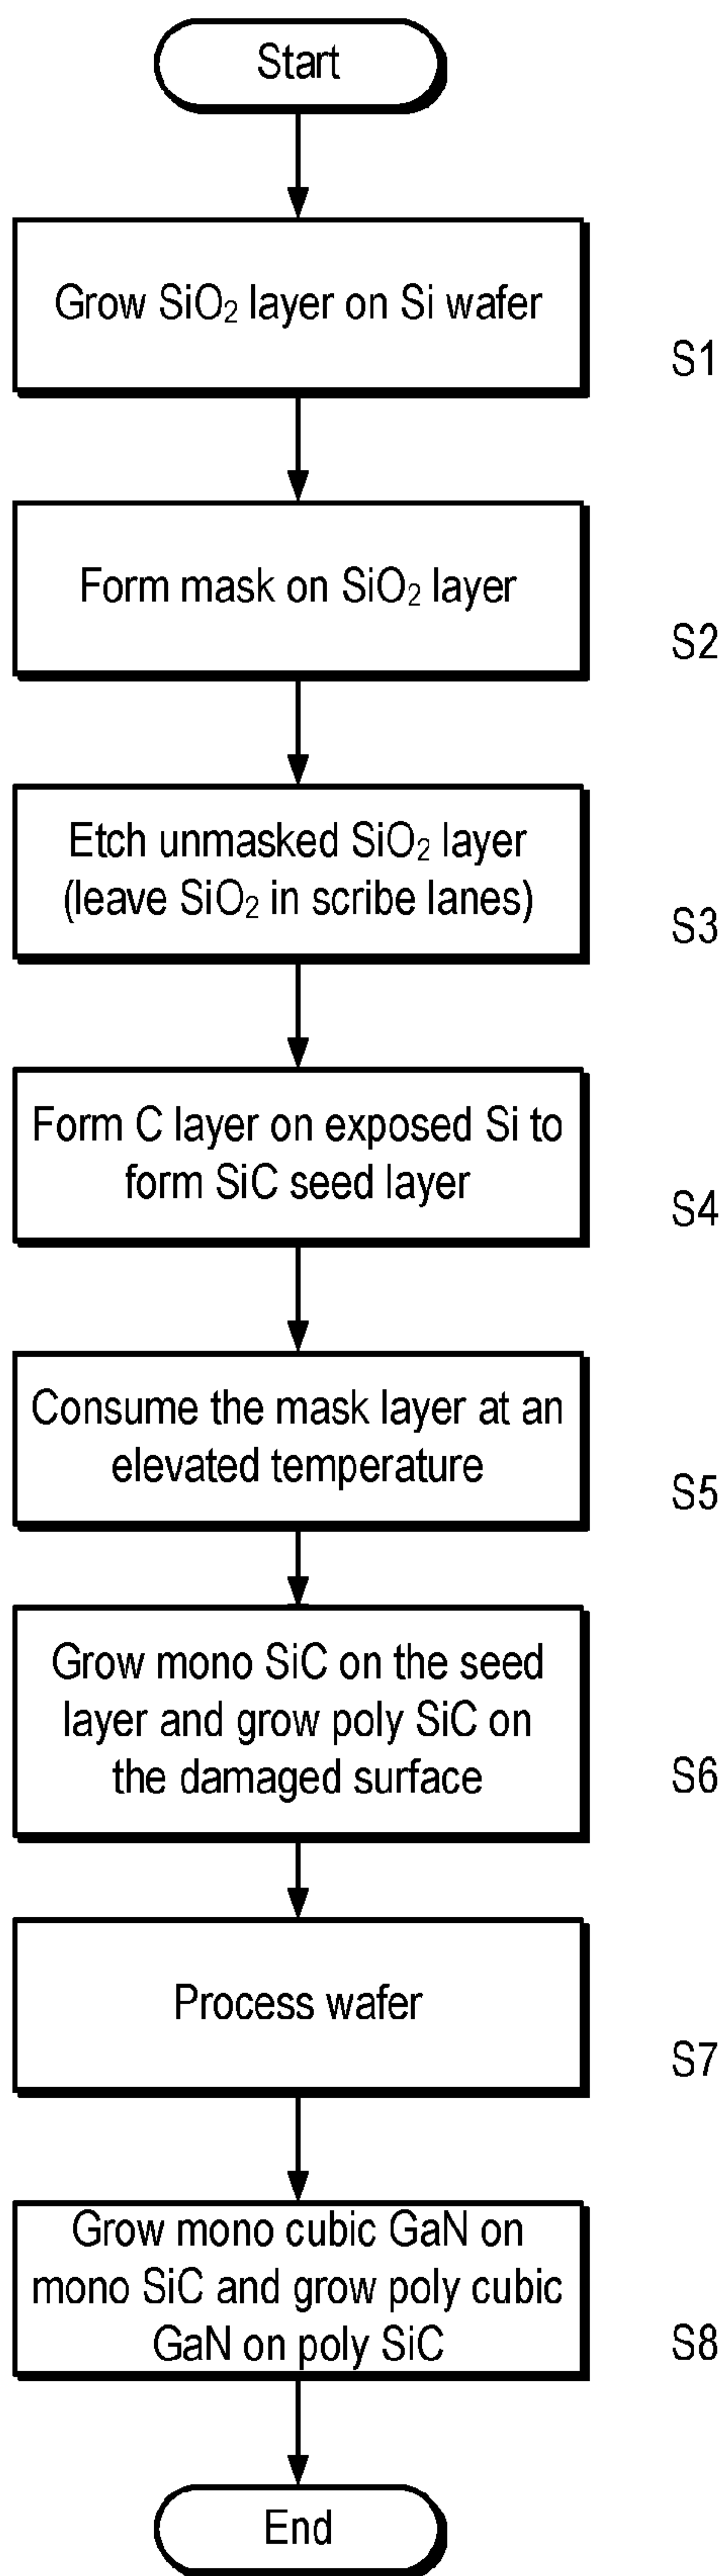 Start
Grow SiO₂ layer on Si wafer
S1
Form mask on SiO₂ layer
S2
Etch unmasked SiO₂ layer
(leave SiO₂ in scribe lanes)
S3
Form C layer on exposed Si to
form SiC seed layer
S4
Consume the mask layer at an
elevated temperature
S5
Grow mono SiC on the seed
layer and grow poly SiC on
the damaged surface
S6
Process wafer
S7
Grow mono cubic GaN on
mono SiC and grow poly cubic
GaN on poly SiC
S8
End